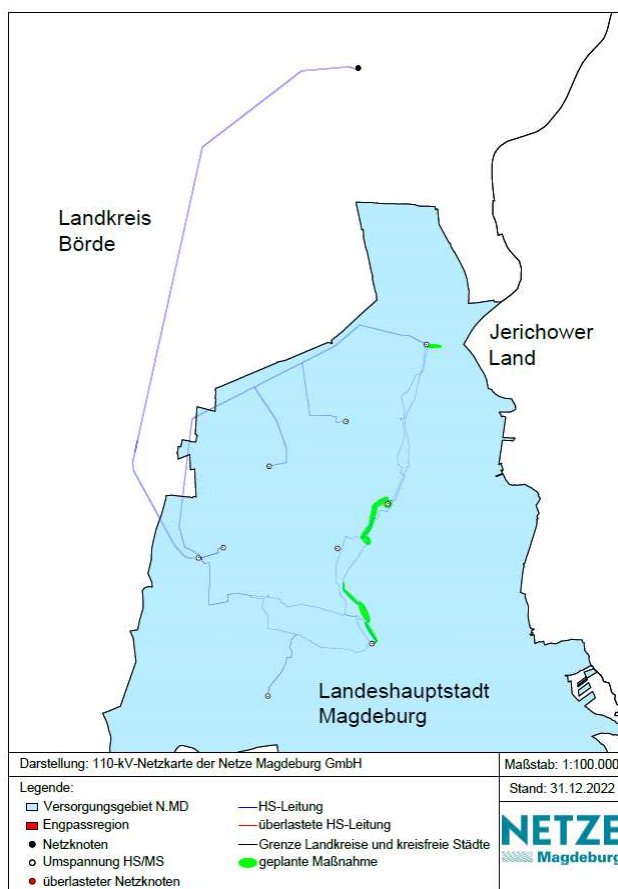 Landkreis
Börde
Jerichower
Land
Landeshauptstadt
Magdeburg
Darstellung: 110-kV-Netzkarte der Netze Magdeburg GmbH
Maßstab: 1:100.000
Legende:
Stand: 31.12.2022
Versorgungsgebiet N.MD
HS-Leitung
Engpassregion
überlastete HS-Leitung
Netzknoten
Grenze Landkreise und kreisfreie Städte
Umspannung HS/MS
geplante Maßnahme
überlasteter Netzknoten
NETZE
Magdeburg